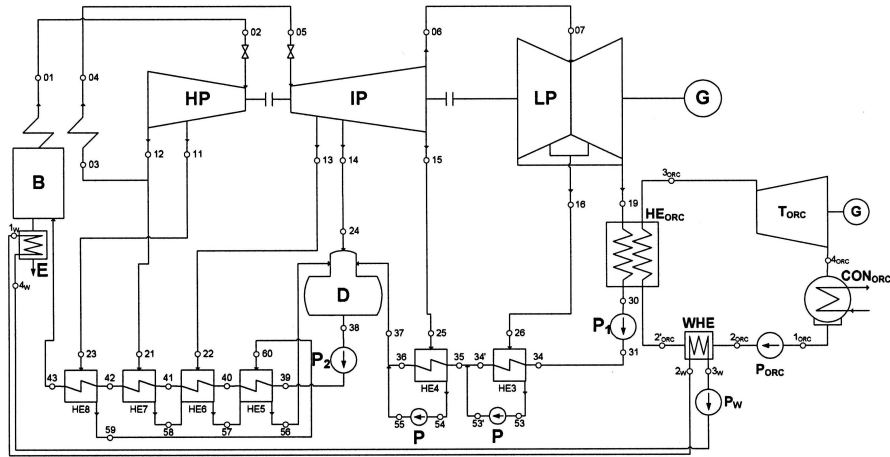 02 05 06 07
01 04
HP IP LP G
12 11 13 14 15
03
B
16
3ORC
TORC G
19 HEORC
1W
E
4W
24
D
4ORC
CONORC
30
P1
38
37 25 26
P2
31
2'ORC WHE 2ORC 1ORC
PORC
23 21 22 60
43 42 41 40 39
36 35 34' 34
2W 3W
HE8 HE7 HE6 HE5
HE4 HE3
PW
59 58 57 56
55 54 53' 53
P P